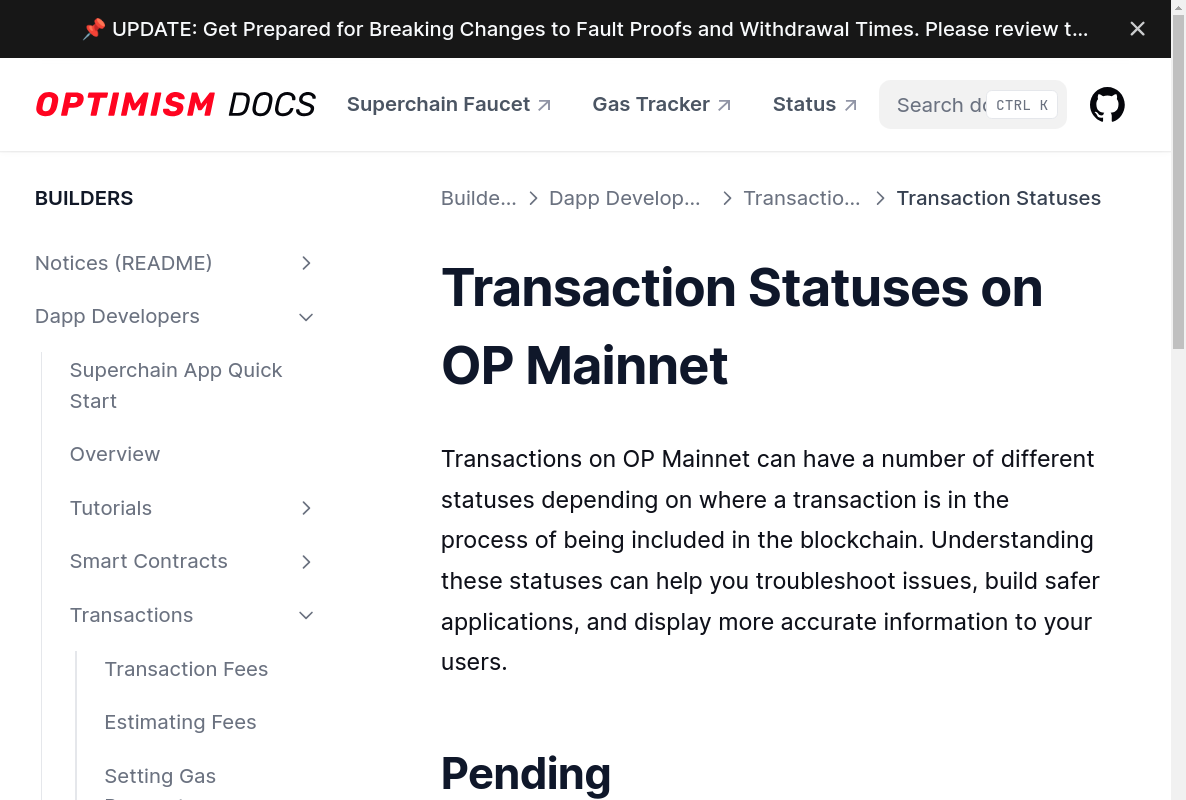 📌 UPDATE: Get Prepared for Breaking Changes to Fault Proofs and Withdrawal Times. Please review t...
OPTIMISM DOCS
Superchain Faucet
Gas Tracker
Status
Search do
CTRL K
BUILDERS
Notices (README)
Dapp Developers
Superchain App Quick
Start
Overview
Tutorials
Smart Contracts
Transactions
Transaction Fees
Estimating Fees
Setting Gas
Builde... > Dapp Develop... > Transactio... > Transaction Statuses
Transaction Statuses on
OP Mainnet
Transactions on OP Mainnet can have a number of different
statuses depending on where a transaction is in the
process of being included in the blockchain. Understanding
these statuses can help you troubleshoot issues, build safer
applications, and display more accurate information to your
users.
Pending